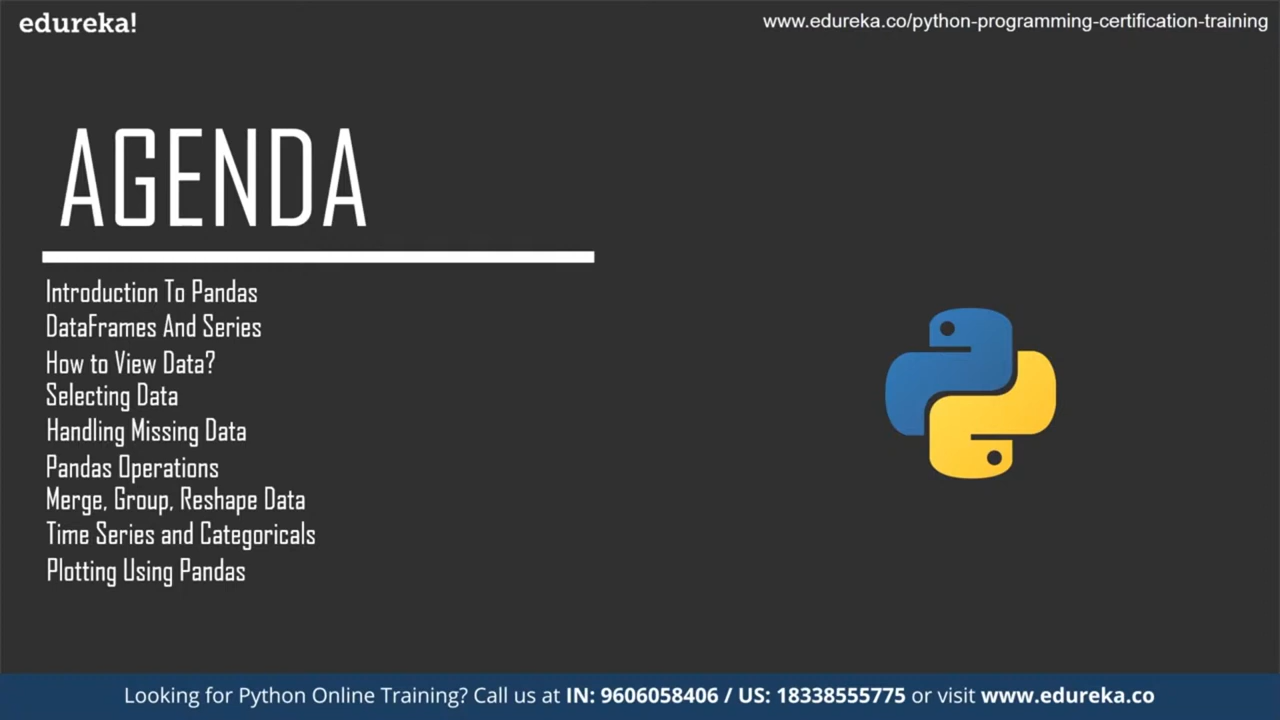 edureka!
www.edureka.co/python-programming-certification-training
AGENDA
Introduction To Pandas
DataFrames And Series
How to View Data?
Selecting Data
Handling Missing Data
Pandas Operations
Merge, Group, Reshape Data
Time Series and Categoricals
Plotting Using Pandas
Looking for Python Online Training? Call us at IN: 9606058406 / US: 18338555775 or visit www.edureka.co